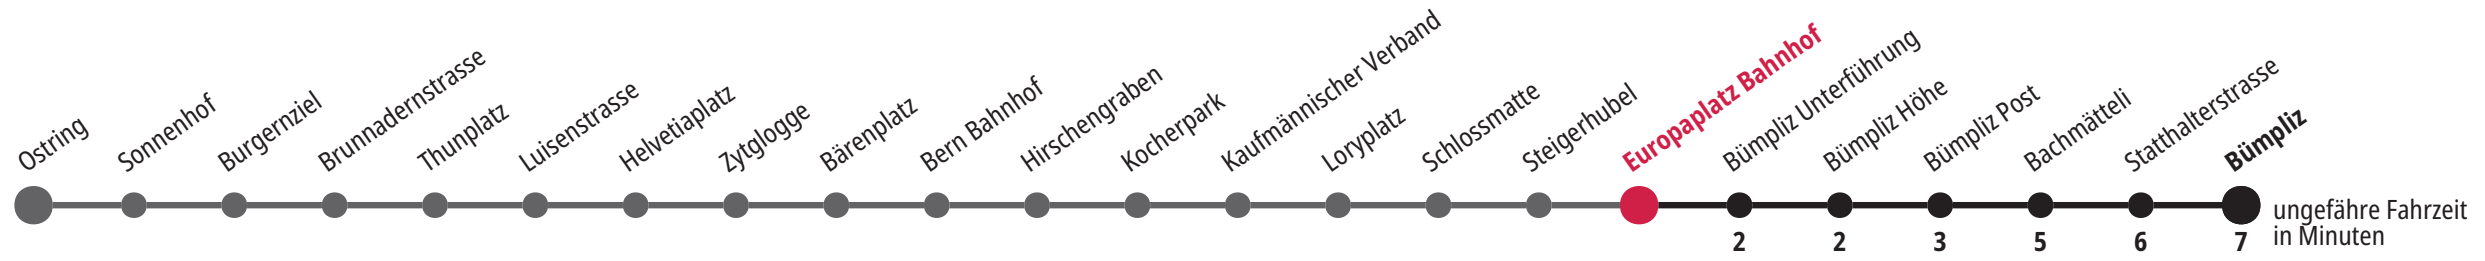 Ostring
Sonnenhof
Burgernziel
Brunnadernstrasse
Thunplatz
Luisenstrasse
Helvetiaplatz
Zytglogge
Bärenplatz
Bern Bahnhof
Hirschengraben
Kocherpark
Kaufmännischer Verband
Loryplatz
Schlossmatte
Steigerhubel
Europaplatz Bahnhof
Bümpliz Unterführung
Bümpliz Höhe
Bümpliz Post
Bachmätteli
Statthalterstrasse
Bümpliz
2 2 3 5 6 7
ungefähre Fahrzeit
in Minuten